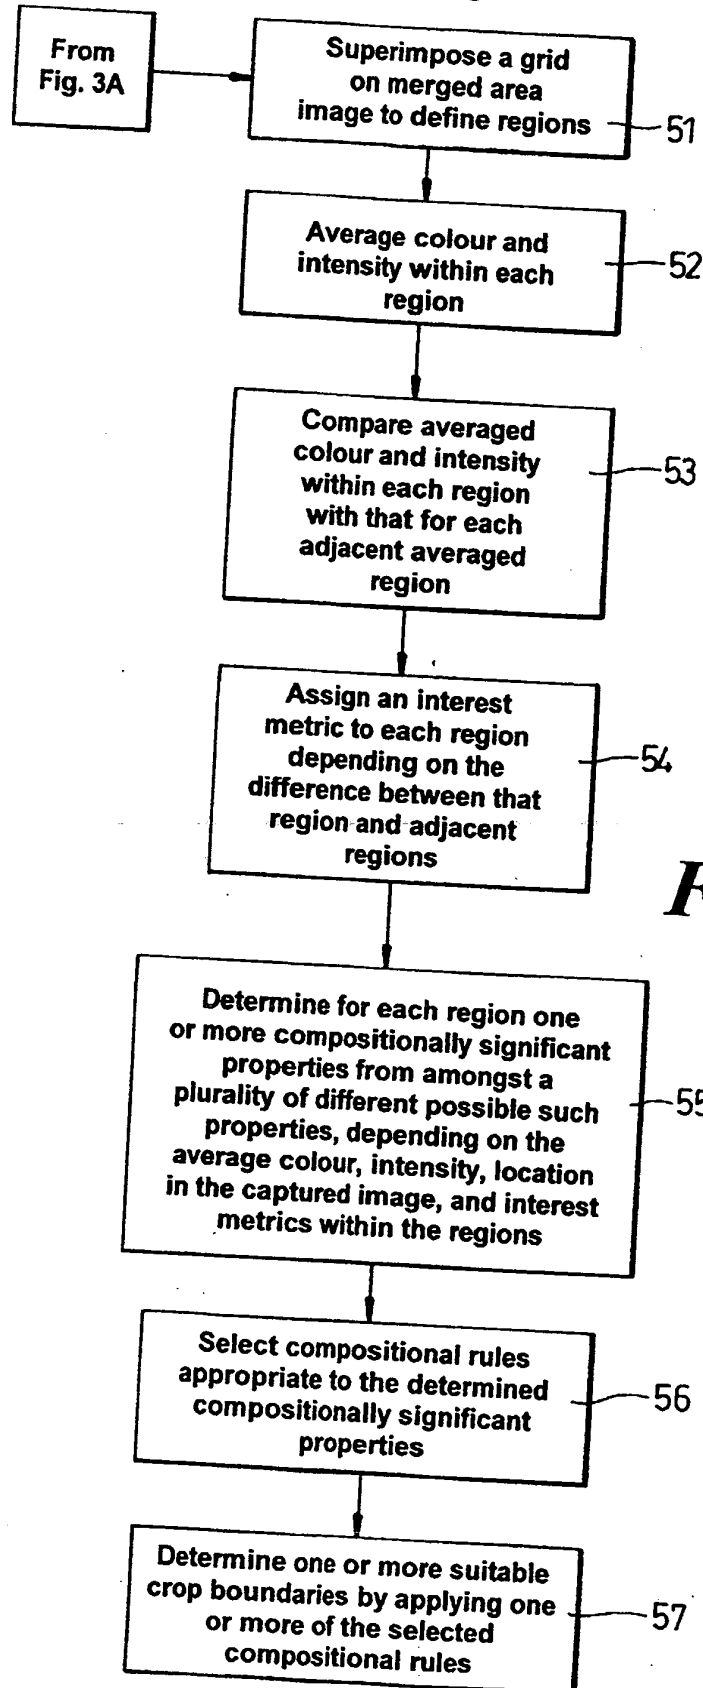 From
Fig. 3A
Superimpose a grid
on merged area
image to define regions
51
Average colour and
intensity within each
region
52
Compare averaged
colour and intensity
within each region
with that for each
adjacent averaged
region
53
Assign an interest
metric to each region
depending on the
difference between that
region and adjacent
regions
54
Determine for each region one
or more compositionally significant
properties from amongst a
plurality of different possible such
properties, depending on the
average colour, intensity, location
in the captured image, and interest
metrics within the regions
55
Select compositional rules
appropriate to the determined
compositionally significant
properties
56
Determine one or more suitable
crop boundaries by applying one
or more of the selected
compositional rules
57